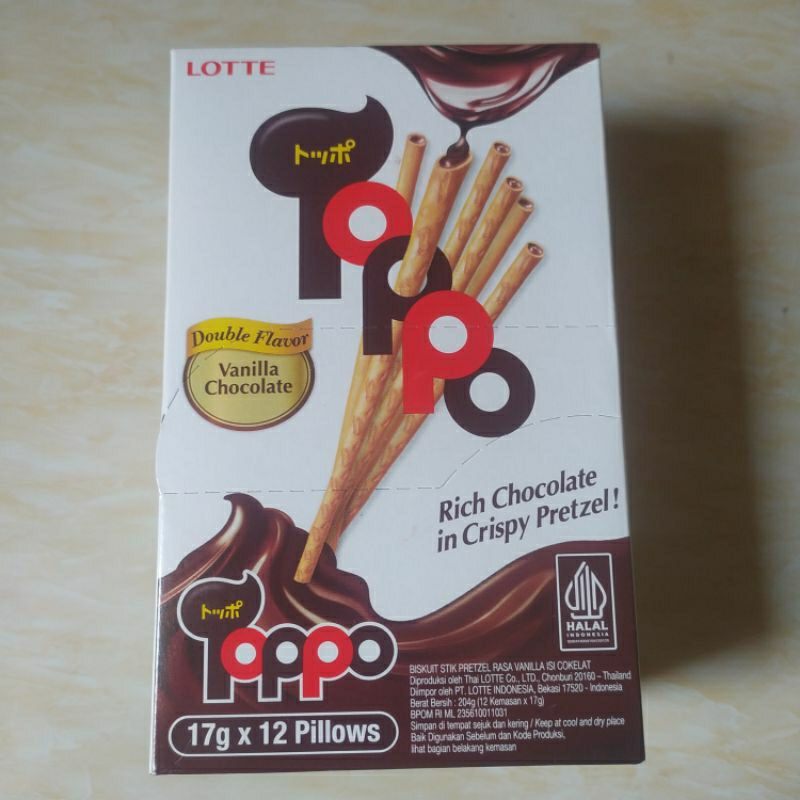 LOTTE
トッポ
Toppo
Double Flavor
Vanilla
Chocolate
Rich Chocolate
in Crispy Pretzel!
トッポ
Toppo
17g x 12 Pillows
HALAL
INDONESIA
BISKUIT STIK PRETZEL RASA VANILLA ISI COKELAT
Diproduksi oleh Thai LOTTE Co., LTD., Chonburi 20160 – Thailand
Diimpor oleh PT. LOTTE INDONESIA, Bekasi 17520 - Indonesia
Berat Bersih : 204g (12 Kemasan x 17g)
BPOM RI ML 235610011031
Simpan di tempat sejuk dan kering / Keep at cool and dry place
Baik Digunakan Sebelum dan Kode Produksi,
lihat bagian belakang kemasan